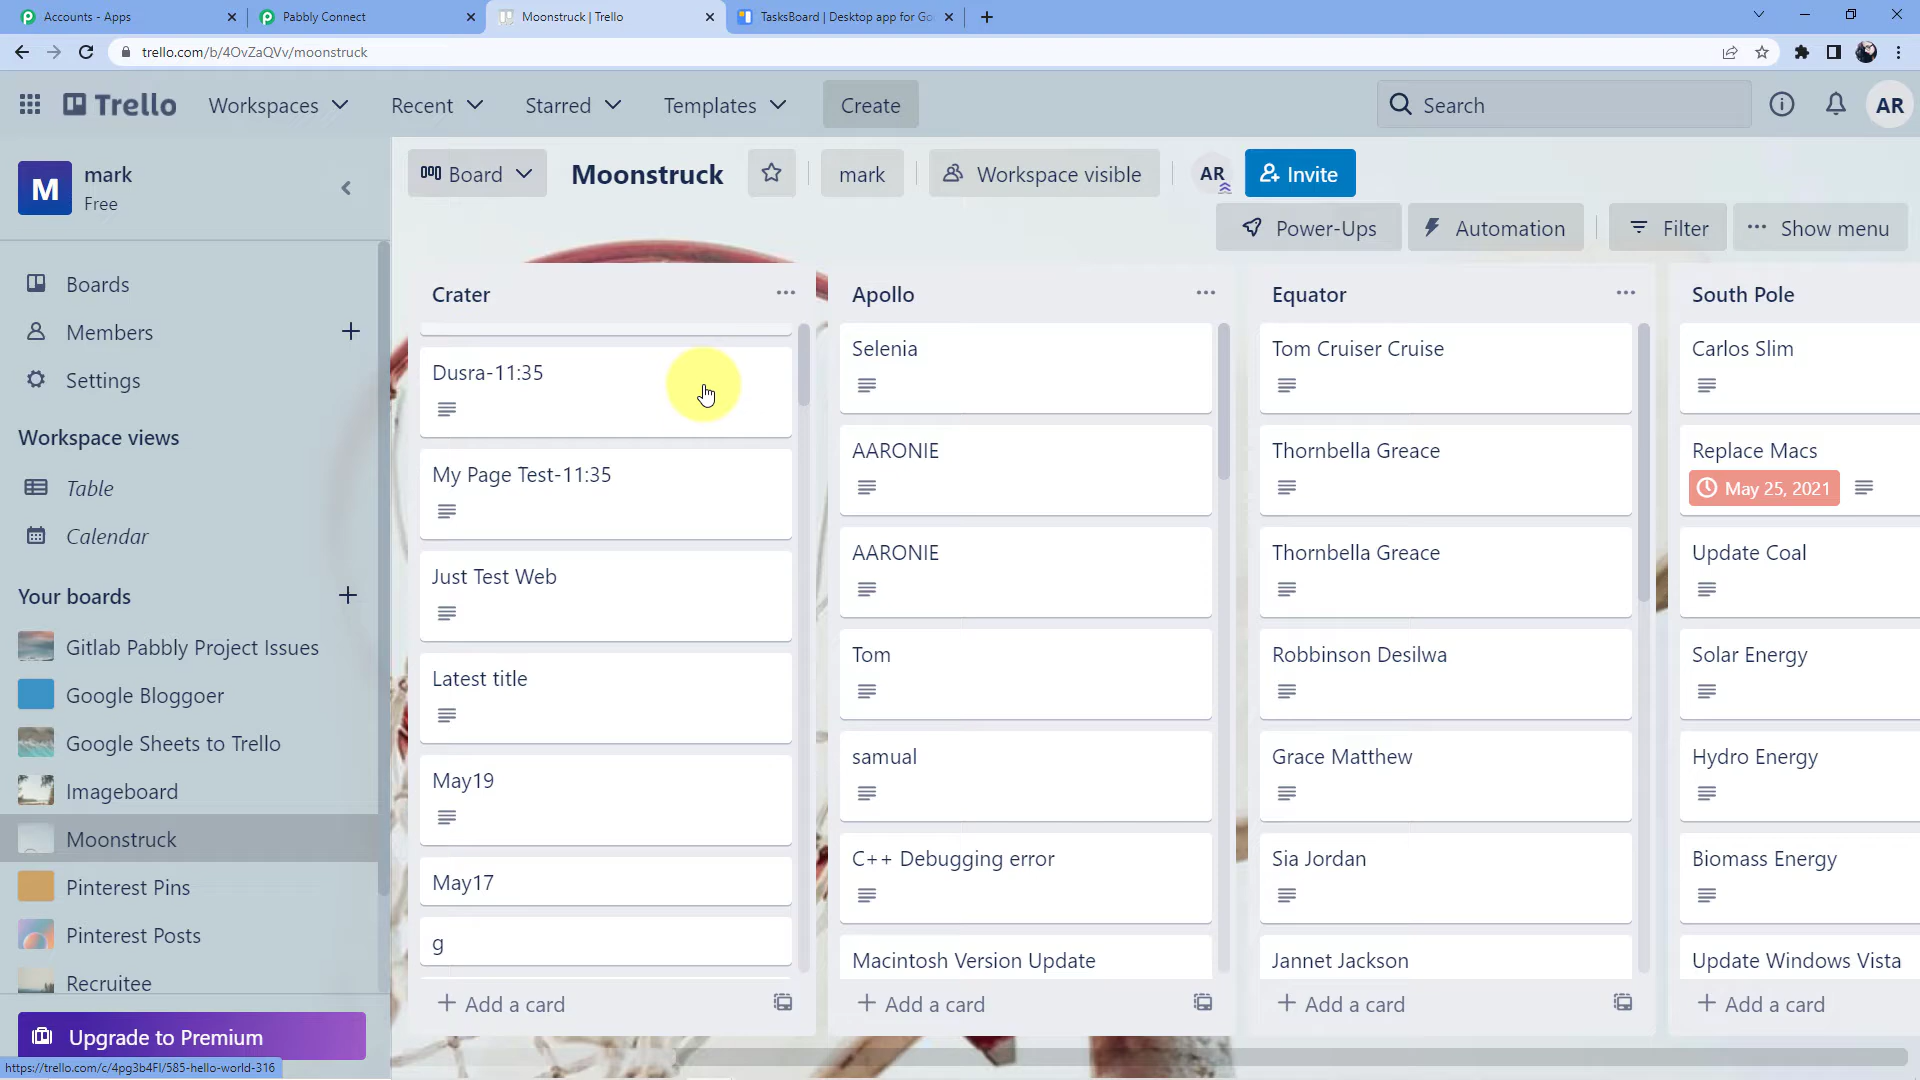 Accounts - Apps
Pabbly Connect
Moonstruck | Trello
TasksBoard | Desktop app for Go
trello.com/b/4OvZaQVv/moonstruck
Trello
Workspaces
Recent
Starred
Templates
Create
Search
AR
M
mark
Free
Board
Moonstruck
mark
Workspace visible
AR
Invite
Power-Ups
Automation
Filter
Show menu
Boards
Members
Settings
Workspace views
Table
Calendar
Your boards
Gitlab Pabbly Project Issues
Google Bloggoer
Google Sheets to Trello
Imageboard
Moonstruck
Pinterest Pins
Pinterest Posts
Recruitee
Upgrade to Premium
https://trello.com/c/4pg3b4Fl/585-hello-world-316
Crater
Dusra-11:35
My Page Test-11:35
Just Test Web
Latest title
May19
May17
g
Add a card
Apollo
Selenia
AARONIE
AARONIE
Tom
samual
C++ Debugging error
Macintosh Version Update
Add a card
Equator
Tom Cruiser Cruise
Thornbella Greace
Thornbella Greace
Robbinson Desilwa
Grace Matthew
Sia Jordan
Jannet Jackson
Add a card
South Pole
Carlos Slim
Replace Macs
May 25, 2021
Update Coal
Solar Energy
Hydro Energy
Biomass Energy
Update Windows Vista
Add a card